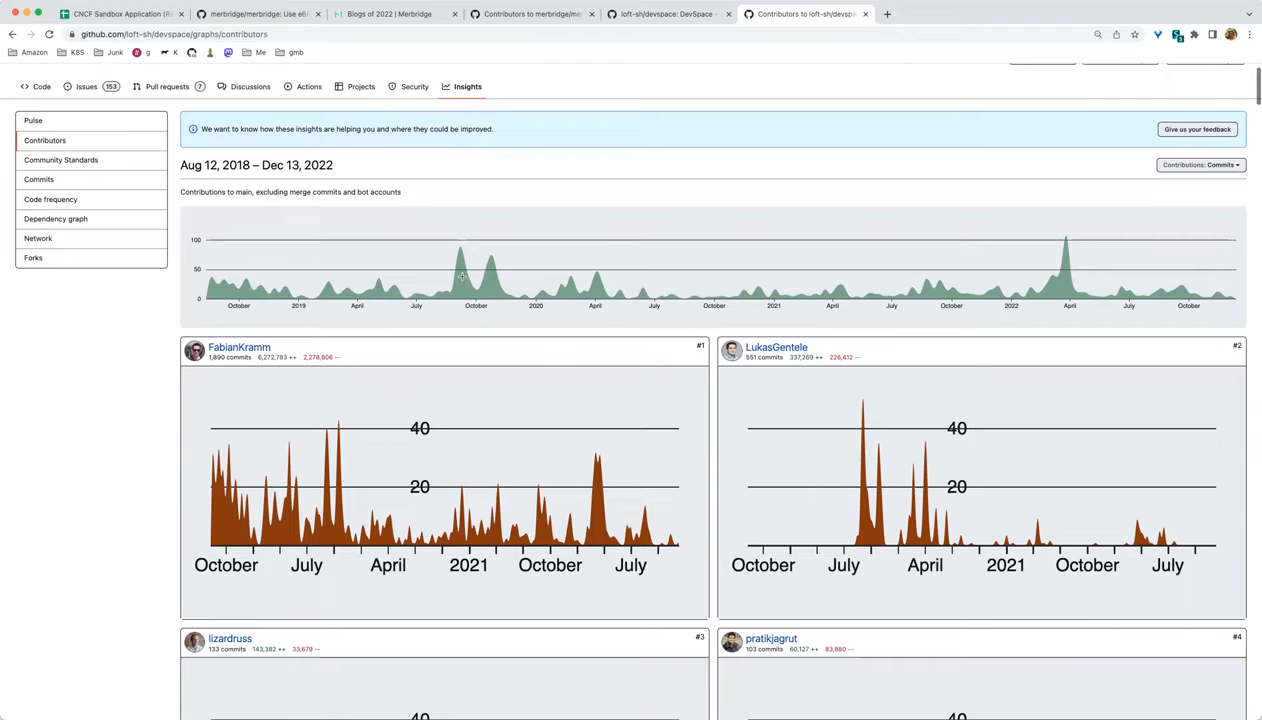 CNCF Sandbox Application (R
merbridge/merbridge: Use eB
Blogs of 2022 | Merbridge
Contributors to merbridge/mer
loft-sh/devspace: DevSpace -
Contributors to loft-sh/devspa
github.com/loft-sh/devspace/graphs/contributors
Amazon K8S Junk g K Me gmb
Code Issues 153 Pull requests 7 Discussions Actions Projects Security Insights
Pulse
Contributors
Community Standards
Commits
Code frequency
Dependency graph
Network
Forks
We want to know how these insights are helping you and where they could be improved.
Give us your feedback
Aug 12, 2018 – Dec 13, 2022
Contributions: Commits
Contributions to main, excluding merge commits and bot accounts
100
50
0
October 2019 April July October 2020 April July October 2021 April July October 2022 April July October
FabianKramm #1
1,890 commits 6,272,783 ++ 2,278,806 --
40
20
October July April 2021 October July
LukasGentele #2
551 commits 337,269 ++ 226,412 --
40
20
October July April 2021 October July
lizardruss #3
133 commits 143,382 ++ 33,679 --
40
pratikjagrut #4
103 commits 60,127 ++ 83,880 --
40